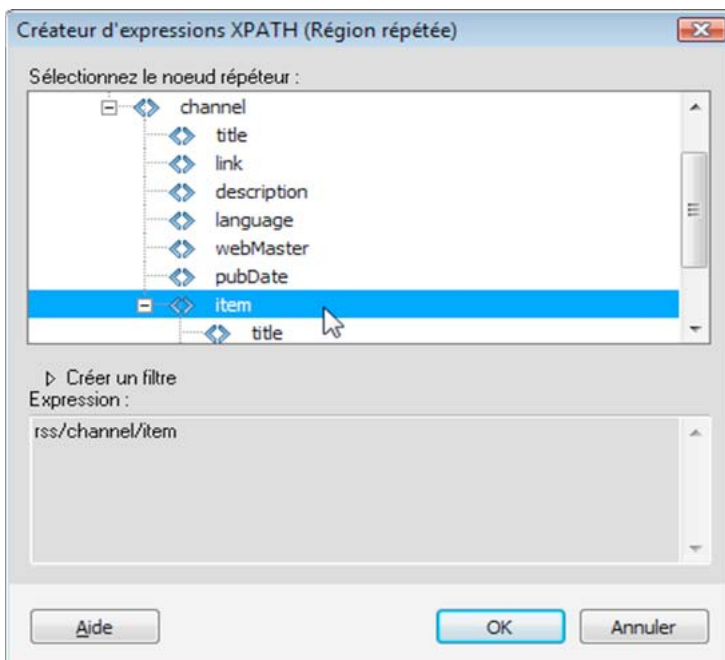 Créateur d'expressions XPATH (Région répétée)
Sélectionnez le noeud répéteur :
channel
title
link
description
language
webMaster
pubDate
item
title
Créer un filtre
Expression :
rss/channel/item
Aide
OK
Annuler